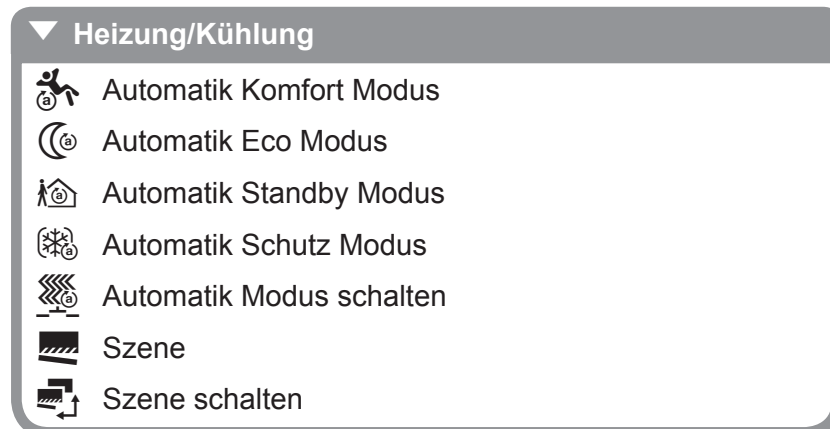 Heizung/Kühlung
Automatik Komfort Modus
Automatik Eco Modus
Automatik Standby Modus
Automatik Schutz Modus
Automatik Modus schalten
Szene
Szene schalten